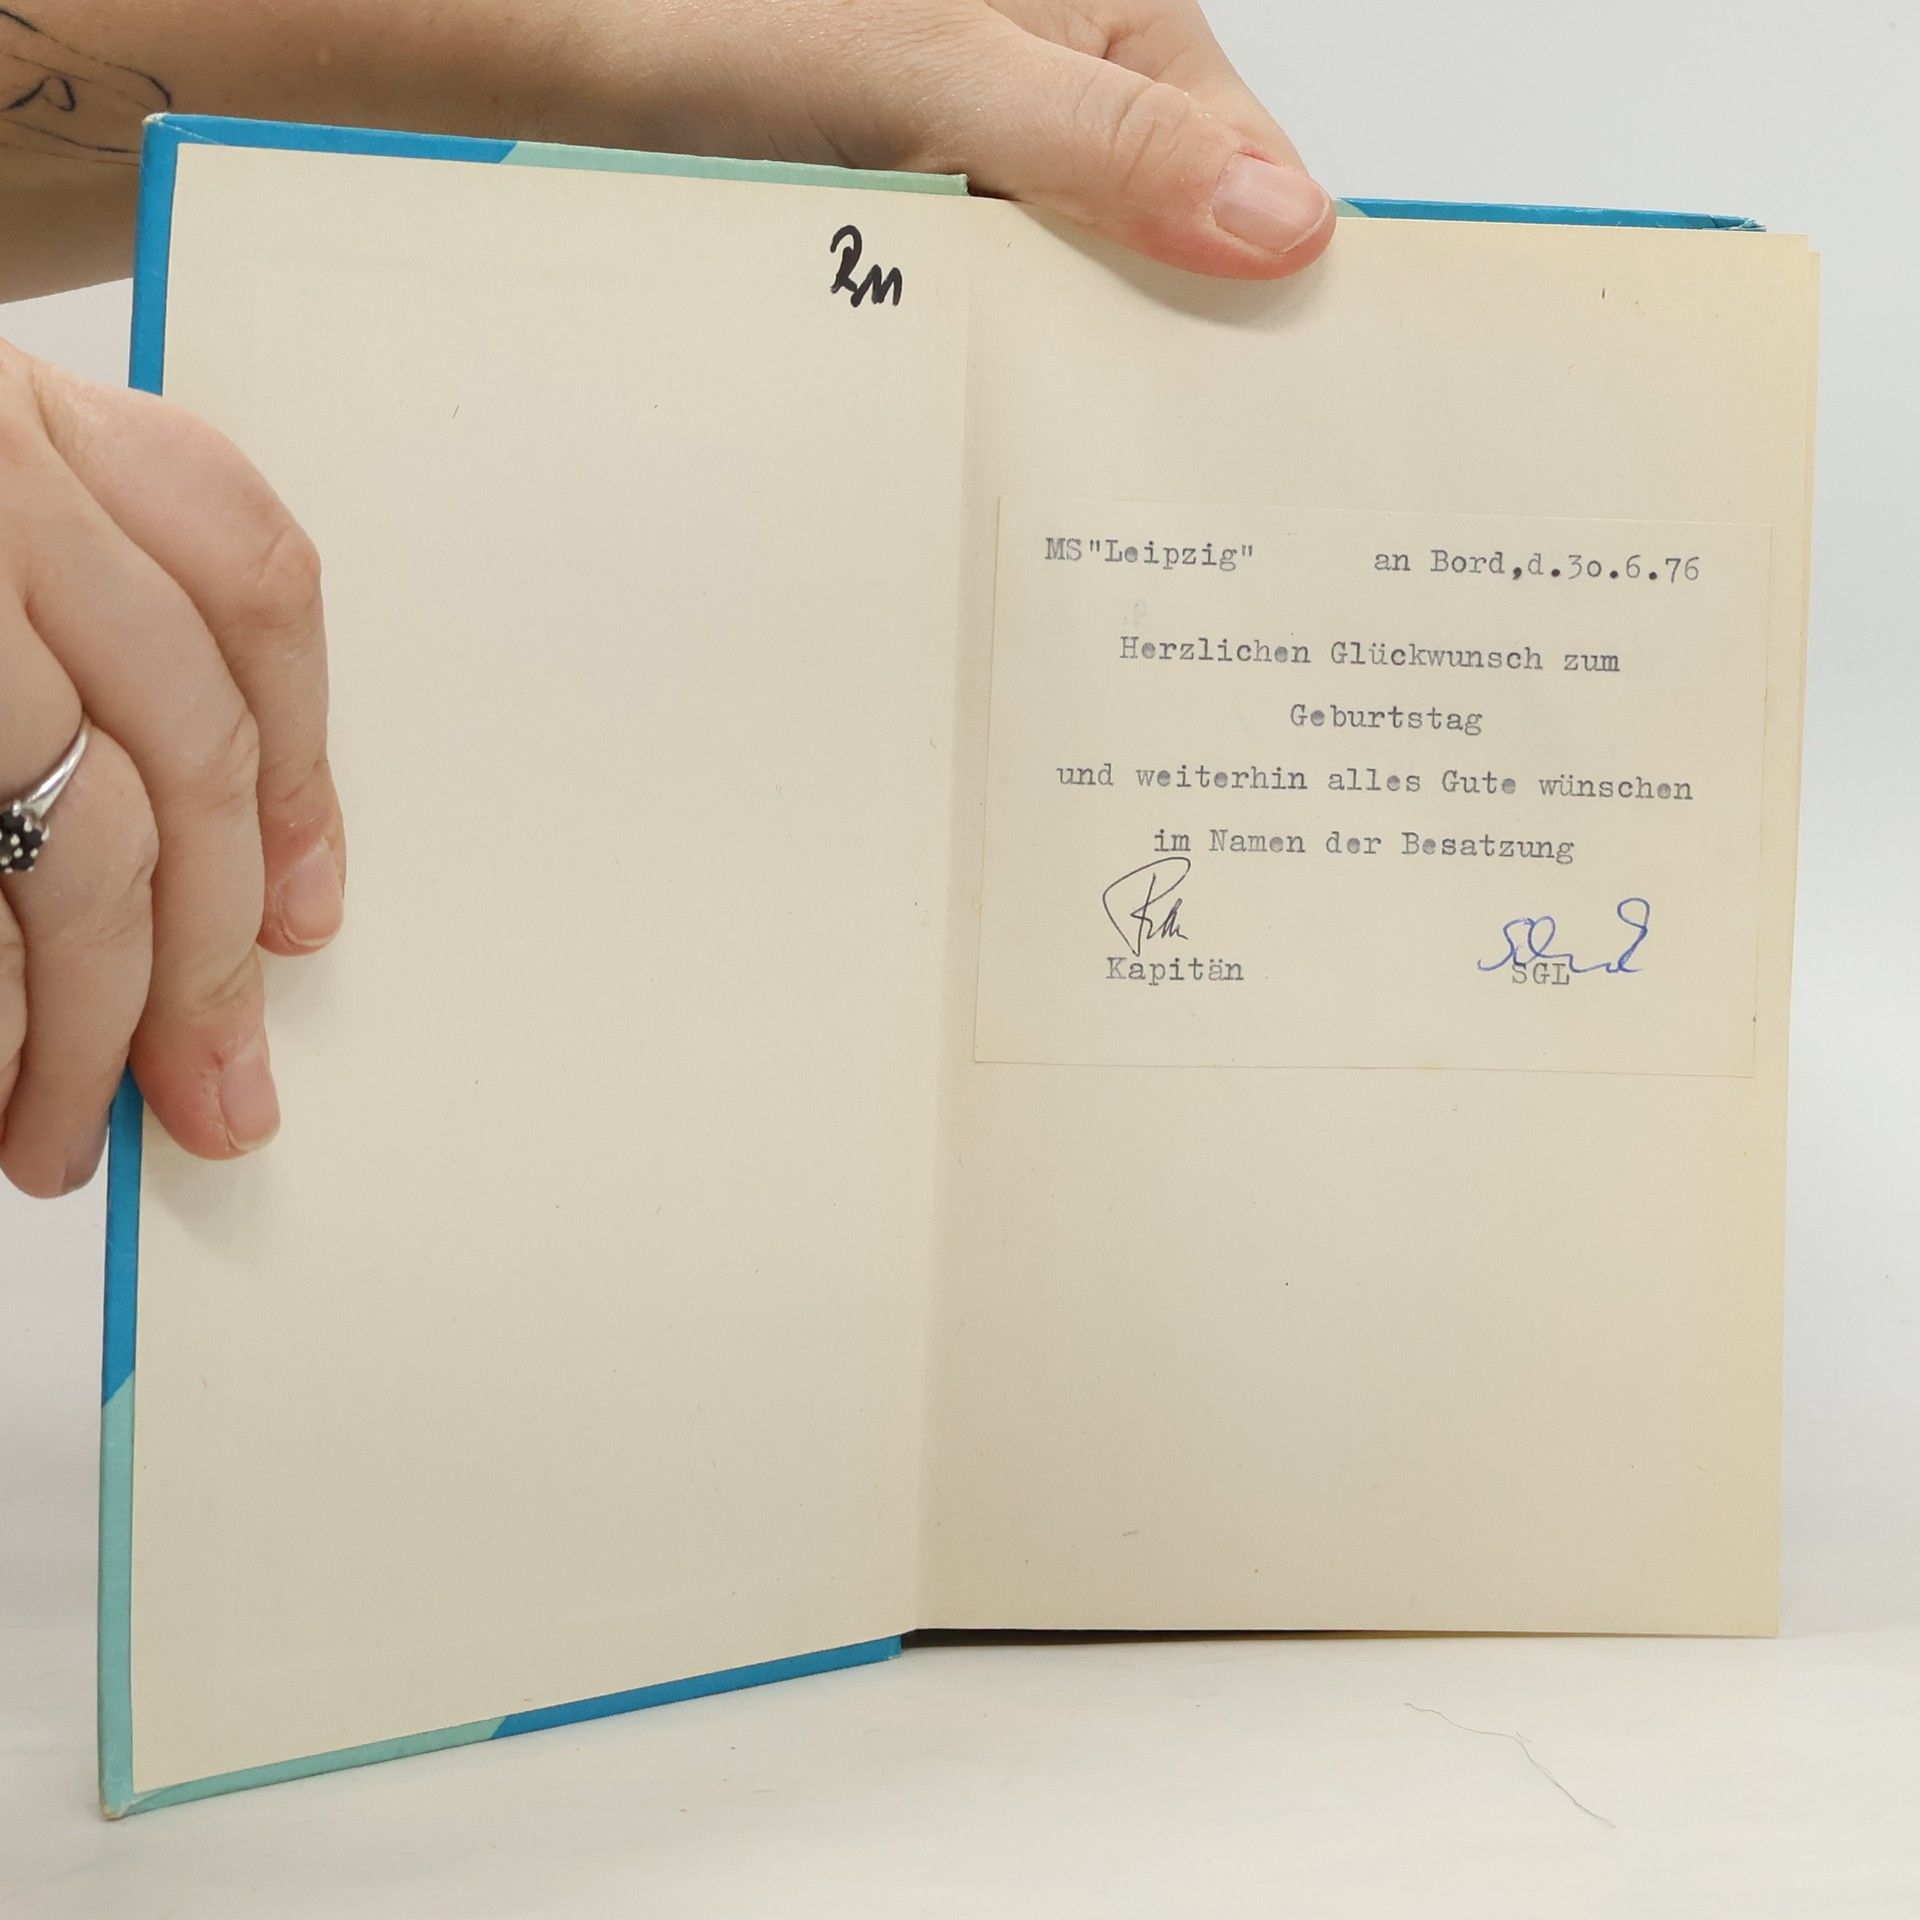 MS"Leipzig" an Bord,d.3o.6.76
Herzlichen Glückwunsch zum
Geburtstag
und weiterhin alles Gute wünschen
im Namen der Besatzung
Kapitän SGL